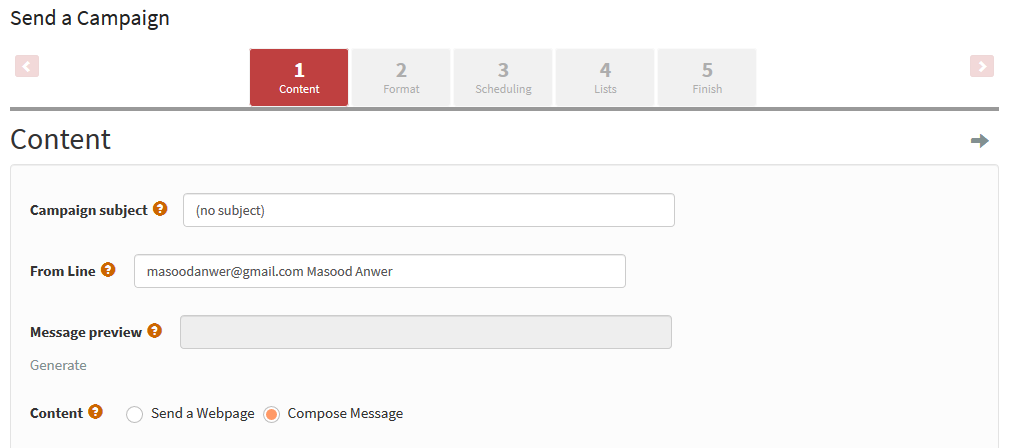 Send a Campaign
1
Content
2
Format
3
Scheduling
4
Lists
5
Finish
Content
Campaign subject ? (no subject)
From Line ? masoodanwer@gmail.com Masood Anwer
Message preview ?
Generate
Content ? Send a Webpage Compose Message